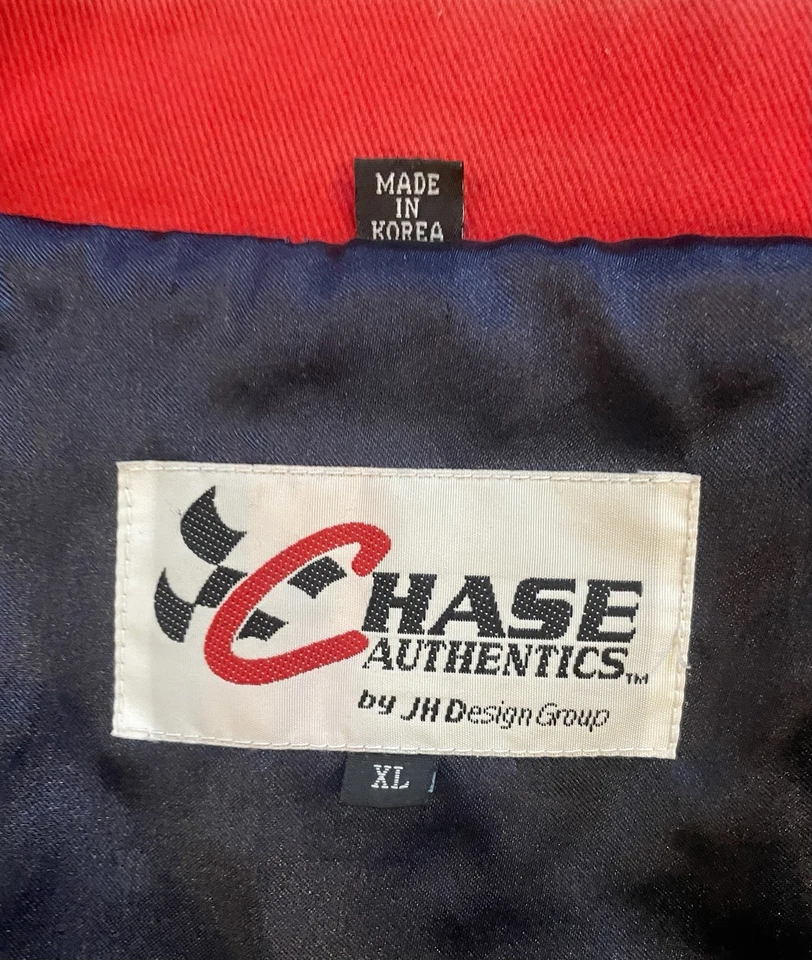 MADE
IN
KOREA
CHASE
AUTHENTICS™
by JH Design Group
XL